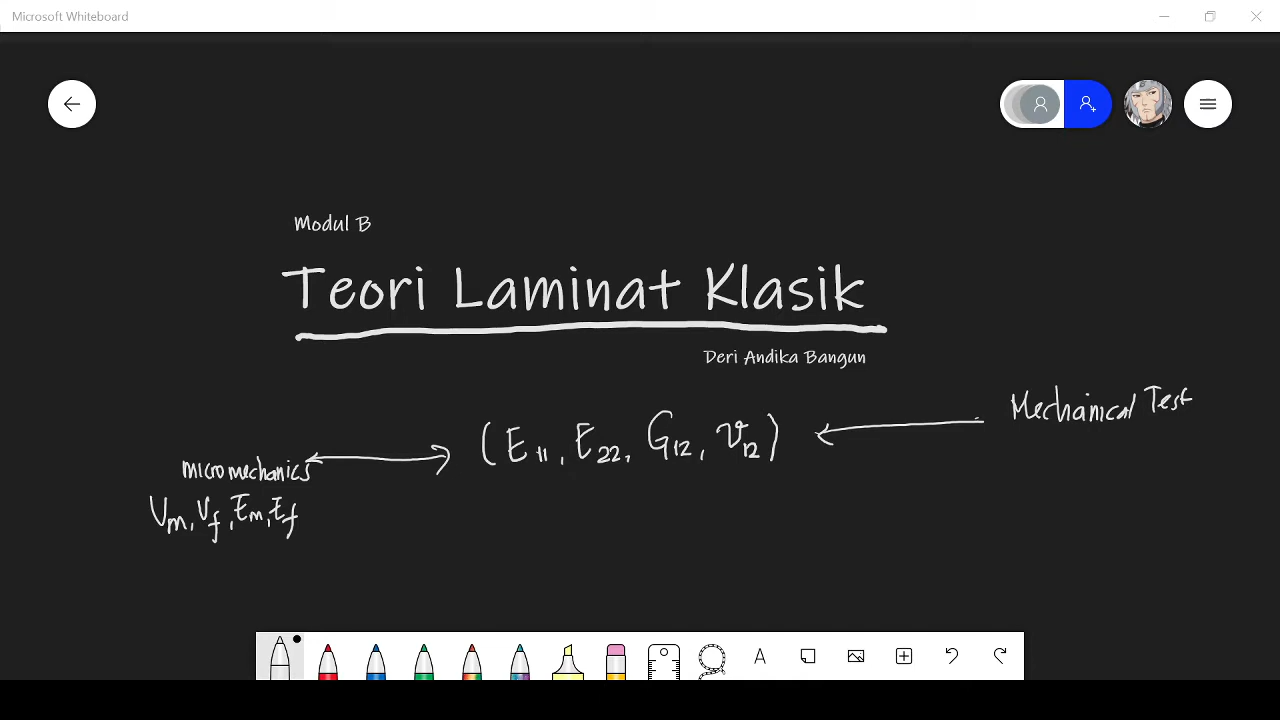 Microsoft Whiteboard
Modul B
Teori Laminat Klasik
Deri Andika Bangun
Mechanical Test
(E11, E22, G12, ν12)
micromechanics
Vm, Vf, Em, Ef
A